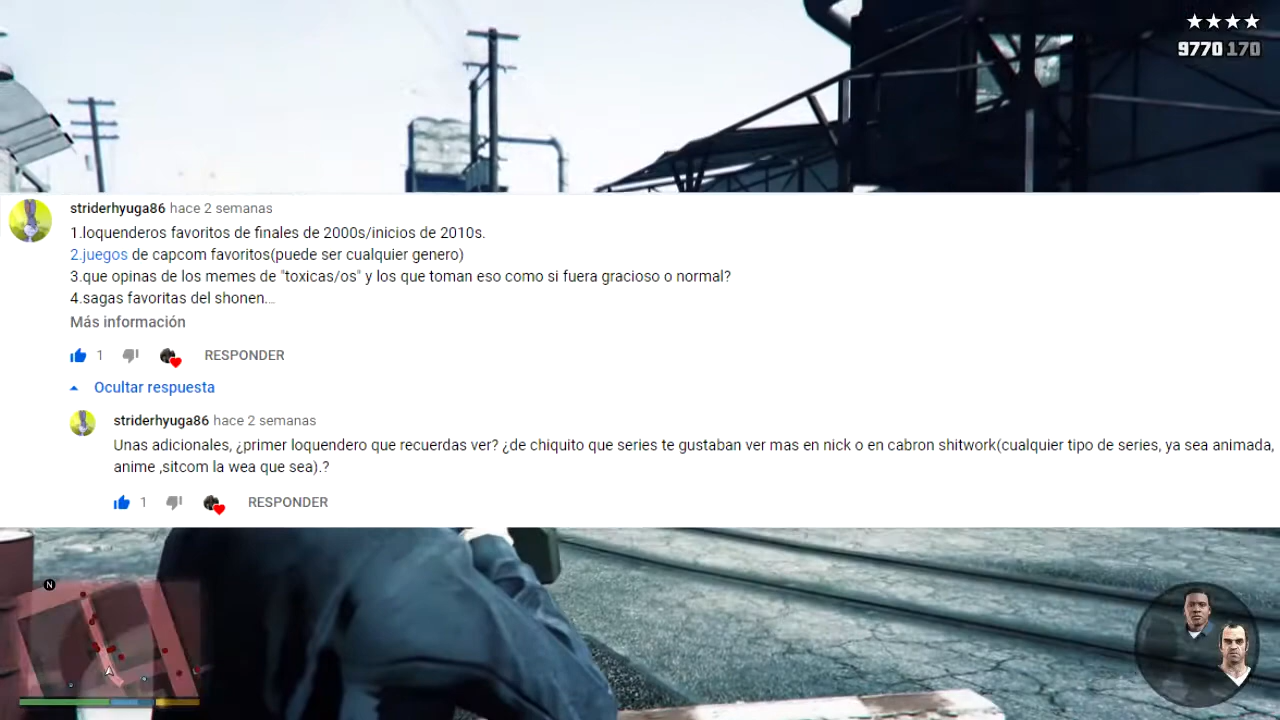 9770 170
striderhyuga86 hace 2 semanas
1.loquenderos favoritos de finales de 2000s/inicios de 2010s.
2.juegos de capcom favoritos(puede ser cualquier genero)
3.que opinas de los memes de "toxicas/os" y los que toman eso como si fuera gracioso o normal?
4.sagas favoritas del shonen...
Más información
1 RESPONDER
Ocultar respuesta
striderhyuga86 hace 2 semanas
Unas adicionales, ¿primer loquendero que recuerdas ver? ¿de chiquito que series te gustaban ver mas en nick o en cabron shitwork(cualquier tipo de series, ya sea animada,
anime ,sitcom la wea que sea).?
1 RESPONDER
N